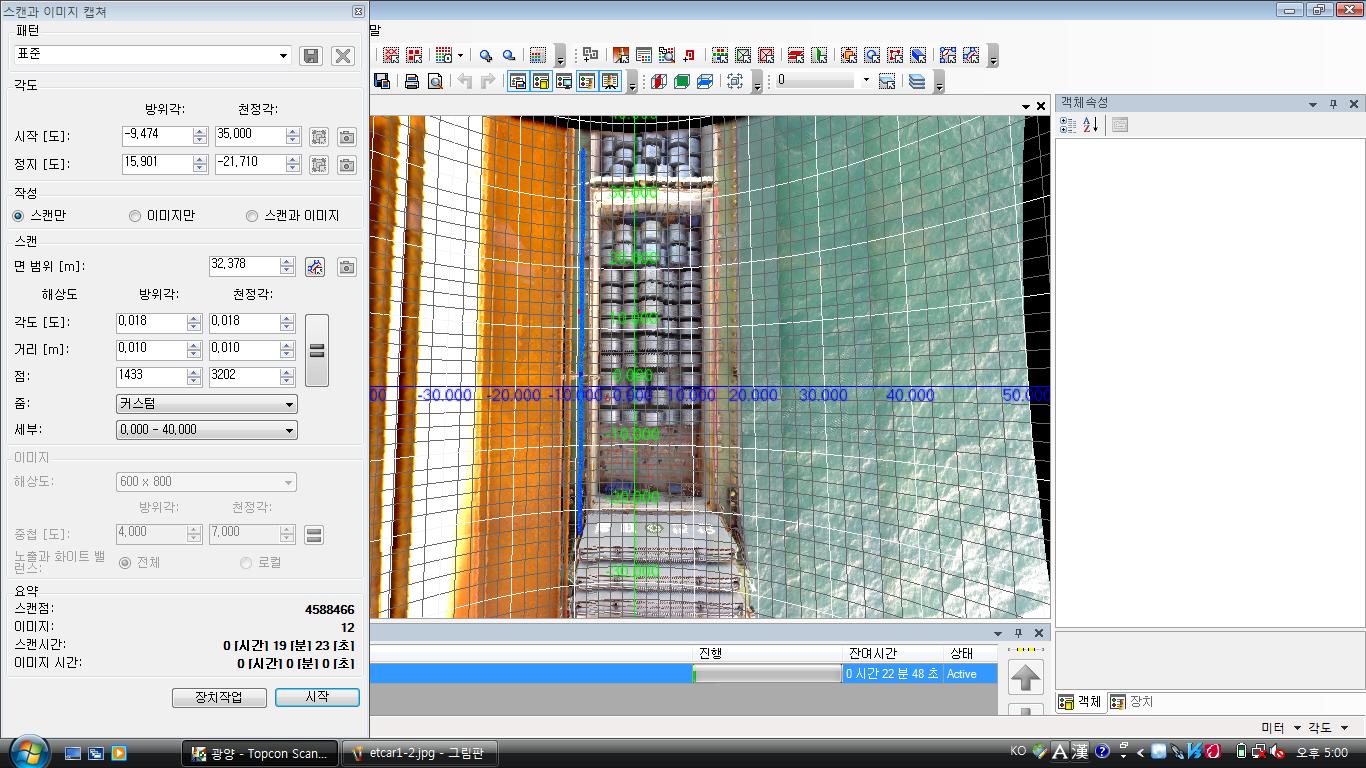 스캔과 이미지 캡쳐
패턴
표준
각도
방위각: 천정각:
시작 [도]: -9,474 35,000
정지 [도]: 15,901 -21,710
작성
스캔만 이미지만 스캔과 이미지
스캔
면 범위 [m]: 32,378
해상도 방위각: 천정각:
각도 [도]: 0,018 0,018
거리 [m]: 0,010 0,010
점: 1433 3202
줌: 커스텀
세부: 0,000 - 40,000
이미지
해상도: 600 x 800
방위각: 천정각:
중첩 [도]: 4,000 7,000
노출과 화이트 밸
런스: 전체 로컬
요약
스캔점: 4588466
이미지: 12
스캔시간: 0 [시간] 19 [분] 23 [초]
이미지 시간: 0 [시간] 0 [분] 0 [초]
장치작업 시작
말
0
객체속성
30.000
20.000
10.000
0.000
-30.000 -20.000 -10.000 0.000 10.000 20.000 30.000 40.000 50.000
-10.000
-20.000
-30.000
진행 잔여시간 상태
0 시간 22 분 48 초 Active
객체 장치
미터 각도
광양 - Topcon Scan... etcar1-2.jpg - 그림판
KO A 漢 오후 5:00